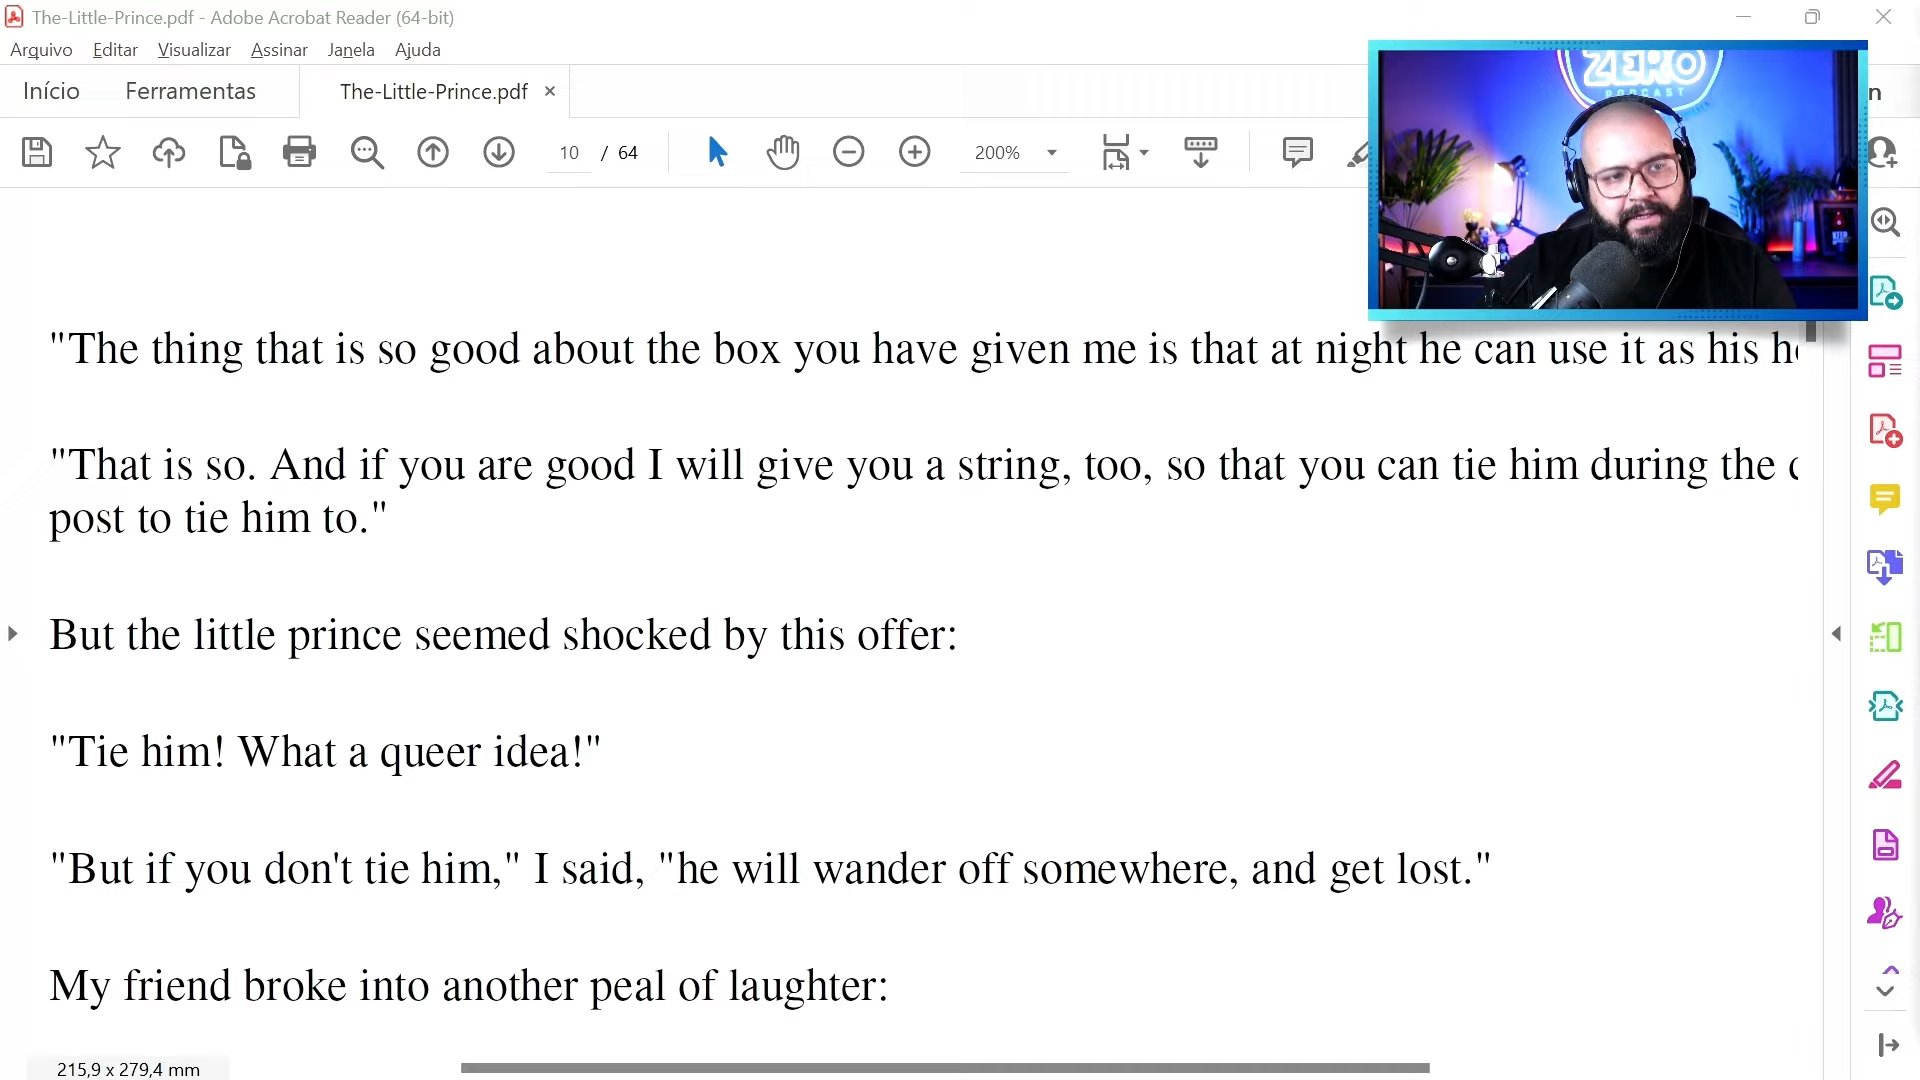 The-Little-Prince.pdf - Adobe Acrobat Reader (64-bit)
Arquivo Editar Visualizar Assinar Janela Ajuda
Início Ferramentas The-Little-Prince.pdf
10 / 64 200%
ZERO
PODCAST
"The thing that is so good about the box you have given me is that at night he can use it as his
"That is so. And if you are good I will give you a string, too, so that you can tie him during the
post to tie him to."
But the little prince seemed shocked by this offer:
"Tie him! What a queer idea!"
"But if you don't tie him," I said, "he will wander off somewhere, and get lost."
My friend broke into another peal of laughter:
215,9 x 279,4 mm